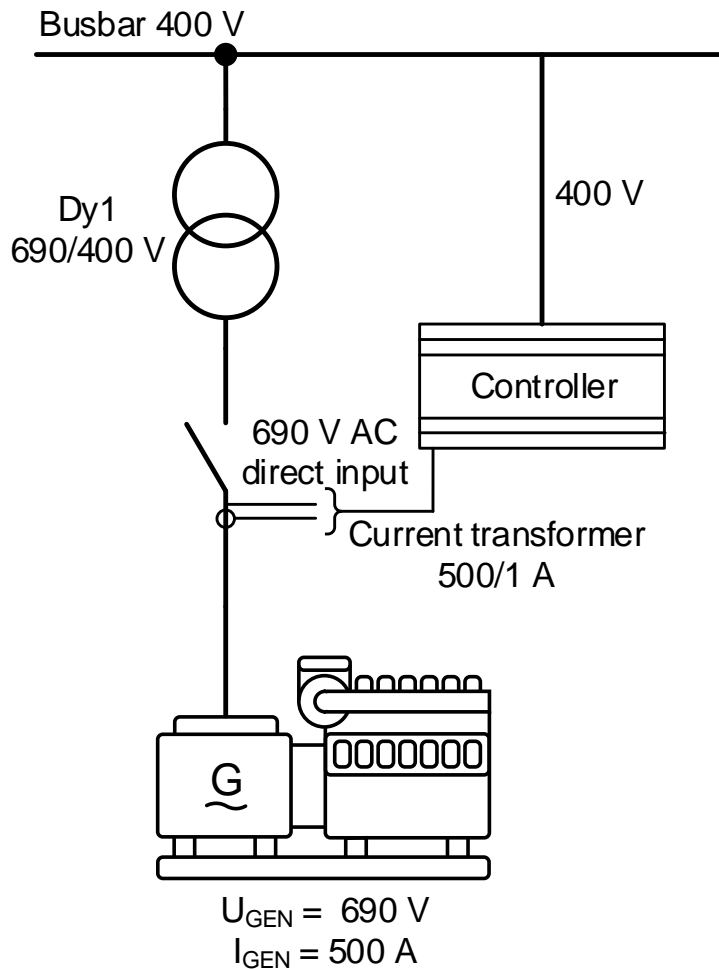 Busbar 400 V
Dy1
690/400 V
400 V
Controller
690 V AC
direct input
Current transformer
500/1 A
G
U_GEN = 690 V
I_GEN = 500 A